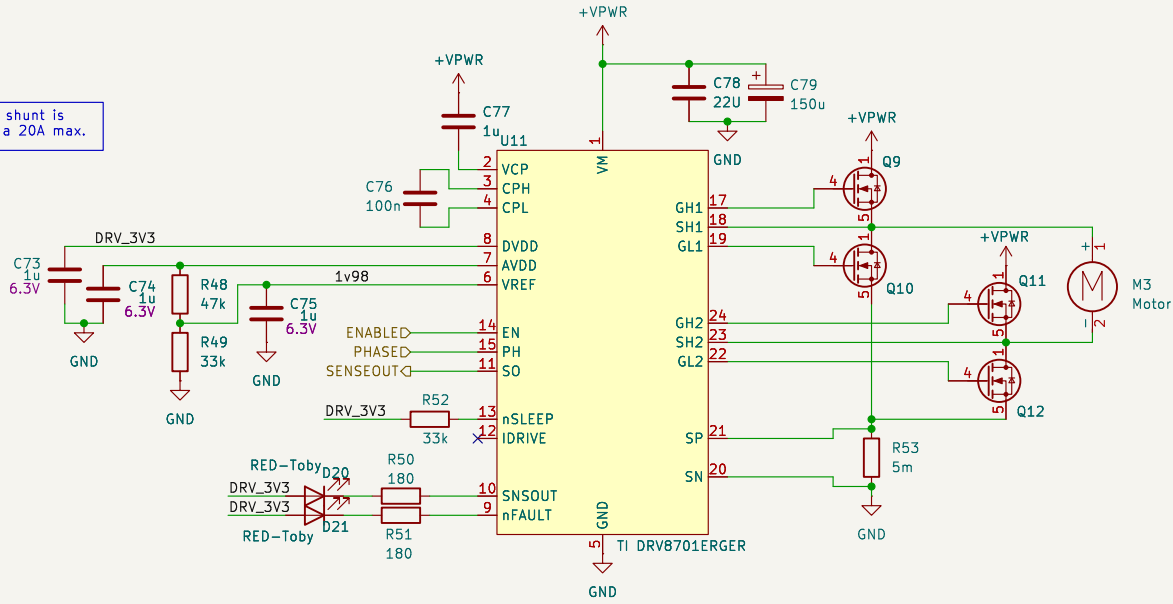 +VPWR
+VPWR
shunt is
a 20A max.
C77
1u
U11
C78
22U
C79
150u
+
GND
+VPWR
1
VM
2 VCP
3 CPH
4 CPL
C76
100n
DRV_3V3
8 DVDD
7 AVDD
6 VREF
C73
1u
6.3V
C74
1u
6.3V
R48
47k
1v98
C75
1u
6.3V
R49
33k
GND
GND
GND
ENABLE
14 EN
PHASE
15 PH
SENSEOUT
11 SO
DRV_3V3
R52
33k
13 nSLEEP
12 IDRIVE
RED-Toby
D20
R50
180
DRV_3V3
DRV_3V3
10 SNSOUT
9 nFAULT
RED-Toby
D21
R51
180
GH1 17
SH1 18
GL1 19
GH2 24
SH2 23
GL2 22
SP 21
SN 20
GND
5
TI DRV8701ERGER
GND
1
Q9
4
5
1
4
Q10
5
+VPWR
1
Q11
4
5
1
4
5
Q12
+ 1
M
M3
Motor
− 2
R53
5m
GND